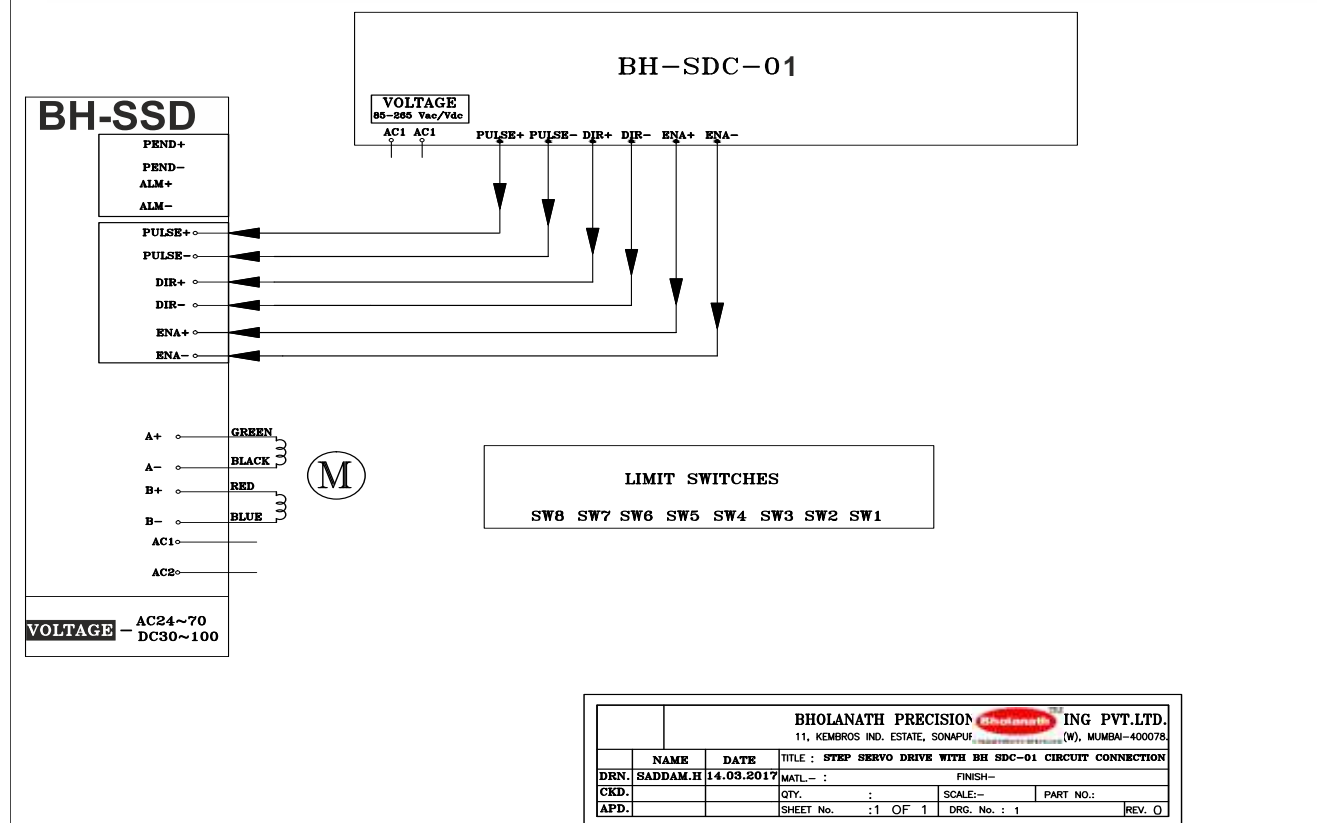 BH-SDC-01
VOLTAGE
85-265 Vac/Vdc
AC1 AC1
PULSE+ PULSE- DIR+ DIR- ENA+ ENA-
BH-SSD
PEND+
PEND-
ALM+
ALM-
PULSE+
PULSE-
DIR+
DIR-
ENA+
ENA-
A+ GREEN
A- BLACK
B+ RED
B- BLUE
M
AC1
AC2
VOLTAGE - AC24~70
DC30~100
LIMIT SWITCHES
SW8 SW7 SW6 SW5 SW4 SW3 SW2 SW1
BHOLANATH PRECISION Bholanath ING PVT.LTD.
11, KEMBROS IND. ESTATE, (W), MUMBAI-400078.
NAME DATE TITLE : STEP SERVO DRIVE WITH BH SDC-01 CIRCUIT CONNECTION
DRN. SADDAM.H 14.03.2017 MATL.- : FINISH-
CKD. QTY. : SCALE:- PART NO.:
APD. SHEET No. :1 OF 1 DRG. No. : 1 REV. O